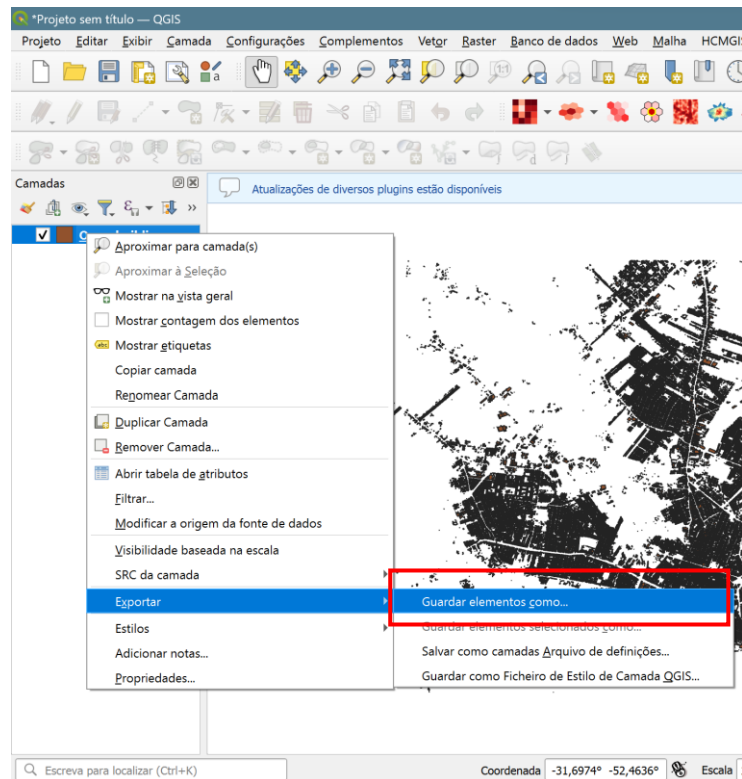 *Projeto sem título — QGIS
Projeto Editar Exibir Camada Configurações Complementos Vetor Raster Banco de dados Web Malha HCMGIS
Camadas
Atualizações de diversos plugins estão disponíveis
Aproximar para camada(s)
Aproximar à Seleção
Mostrar na vista geral
Mostrar contagem dos elementos
Mostrar etiquetas
Copiar camada
Renomear Camada
Duplicar Camada
Remover Camada...
Abrir tabela de atributos
Filtrar...
Modificar a origem da fonte de dados
Visibilidade baseada na escala
SRC da camada
Exportar
Guardar elementos como...
Guardar elementos selecionados como...
Estilos
Adicionar notas...
Salvar como camadas Arquivo de definições...
Propriedades...
Guardar como Ficheiro de Estilo de Camada QGIS...
Escreva para localizar (Ctrl+K)
Coordenada -31,6974° -52,4636° Escala